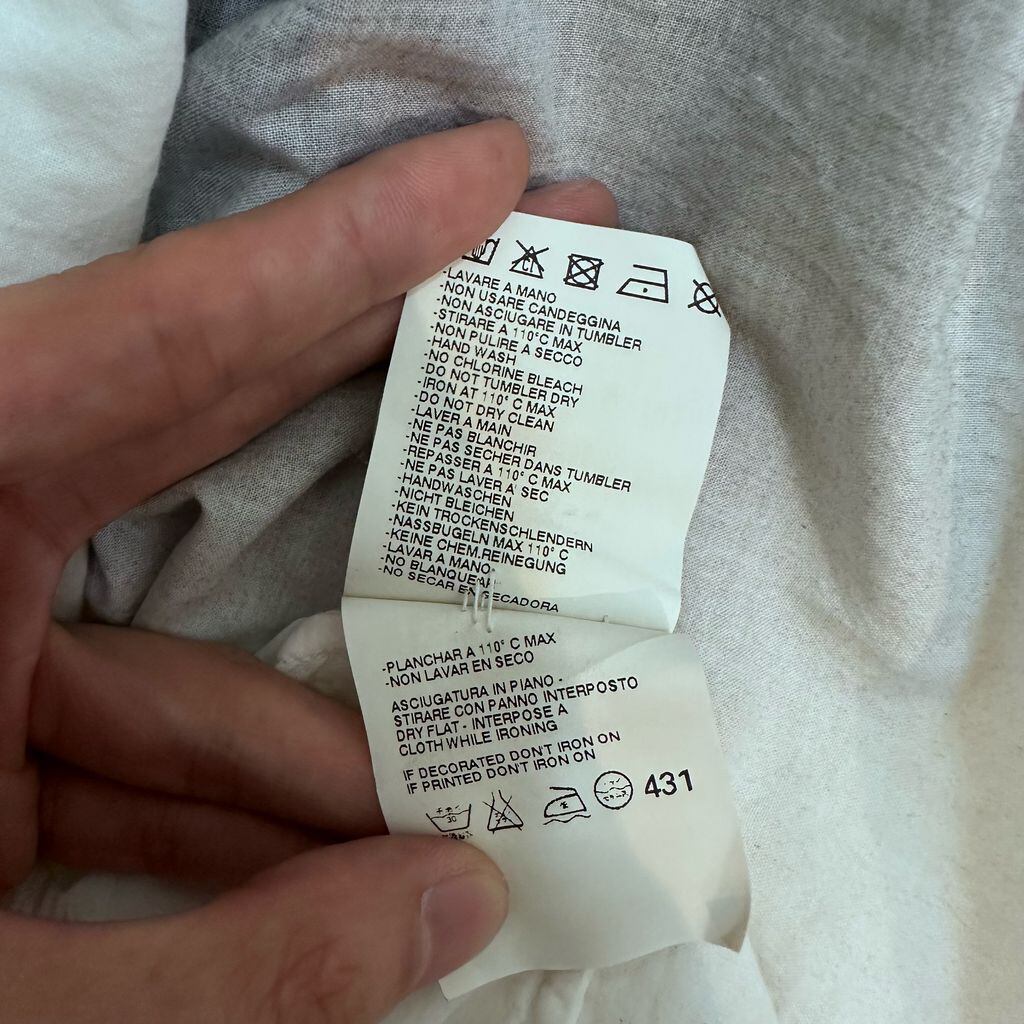 -LAVARE A MANO
-NON USARE CANDEGGINA
-NON ASCIUGARE IN TUMBLER
-STIRARE A 110°C MAX
-NON PULIRE A SECCO
-HAND WASH
-NO CHLORINE BLEACH
-DO NOT TUMBLER DRY
-IRON AT 110° C MAX
-DO NOT DRY CLEAN
-LAVER A MAIN
-NE PAS BLANCHIR
-NE PAS SECHER DANS TUMBLER
-REPASSER A 110° C MAX
-NE PAS LAVER A' SEC
-HANDWASCHEN
-NICHT BLEICHEN
-KEIN TROCKENSCHLENDERN
-NASSBUGELN MAX 110° C
-KEINE CHEM.REINEGUNG
-LAVAR A MANO
-NO BLANQUEAR
-NO SECAR EN SECADORA
-PLANCHAR A 110° C MAX
-NON LAVAR EN SECO
ASCIUGATURA IN PIANO -
STIRARE CON PANNO INTERPOSTO
DRY FLAT - INTERPOSE A
CLOTH WHILE IRONING
IF DECORATED DON'T IRON ON
IF PRINTED DON'T IRON ON
30
431